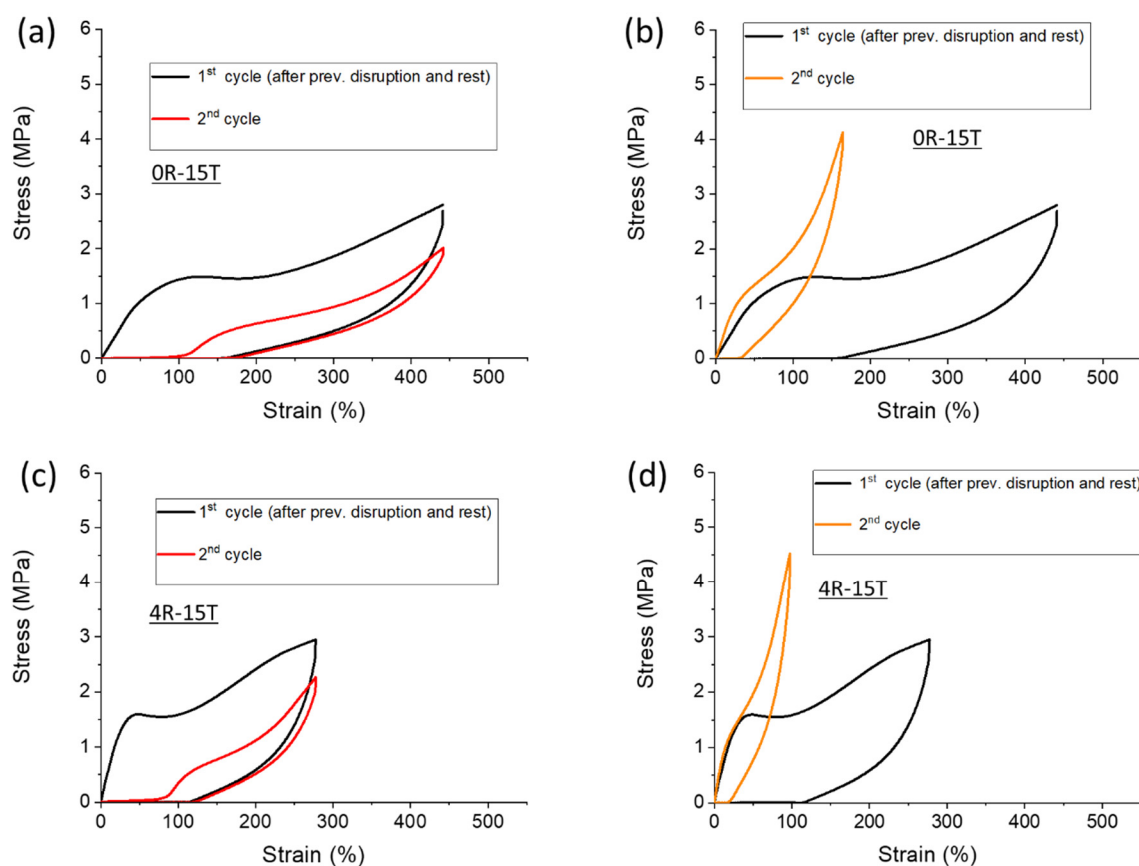 (a)
6
5
4
3
2
1
0
Stress (MPa)
1st cycle (after prev. disruption and rest)
2nd cycle
0R-15T
0 100 200 300 400 500
Strain (%)
(b)
6
5
4
3
2
1
0
Stress (MPa)
1st cycle (after prev. disruption and rest)
2nd cycle
0R-15T
0 100 200 300 400 500
Strain (%)
(c)
6
5
4
3
2
1
0
Stress (MPa)
1st cycle (after prev. disruption and rest)
2nd cycle
4R-15T
0 100 200 300 400 500
Strain (%)
(d)
6
5
4
3
2
1
0
Stress (MPa)
1st cycle (after prev. disruption and rest)
2nd cycle
4R-15T
0 100 200 300 400 500
Strain (%)